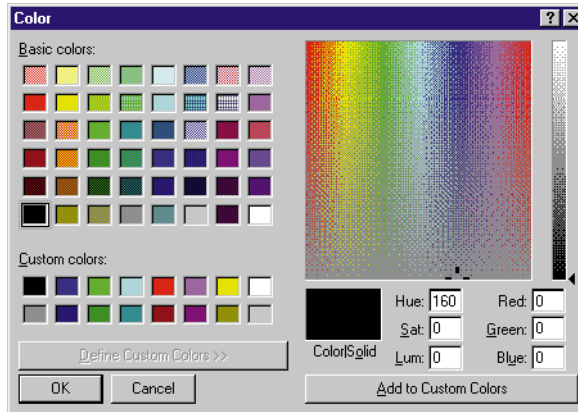 Color
Basic colors:
Custom colors:
Define Custom Colors >>
OK Cancel
Color|Solid
Hue: 160 Red: 0
Sat: 0 Green: 0
Lum: 0 Blue: 0
Add to Custom Colors